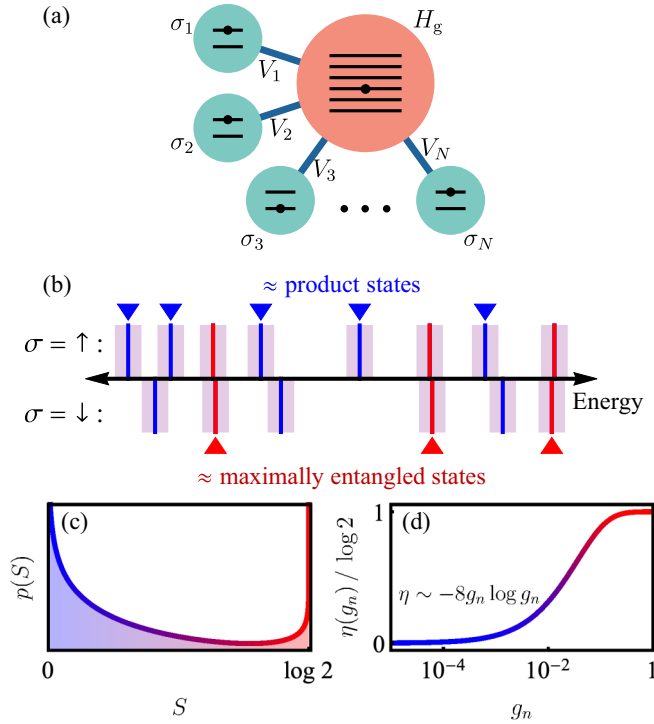 (a)
σ₁
H_g
V₁
σ₂
V₂
V₃
V_N
σ₃
• • •
σ_N
(b)
≈ product states
σ = ↑ :
Energy
σ = ↓ :
≈ maximally entangled states
(c)
p(S)
0
log 2
S
(d)
η(g_n) / log 2
1
0
η ∼ −8g_n log g_n
10⁻⁴
10⁻²
1
g_n